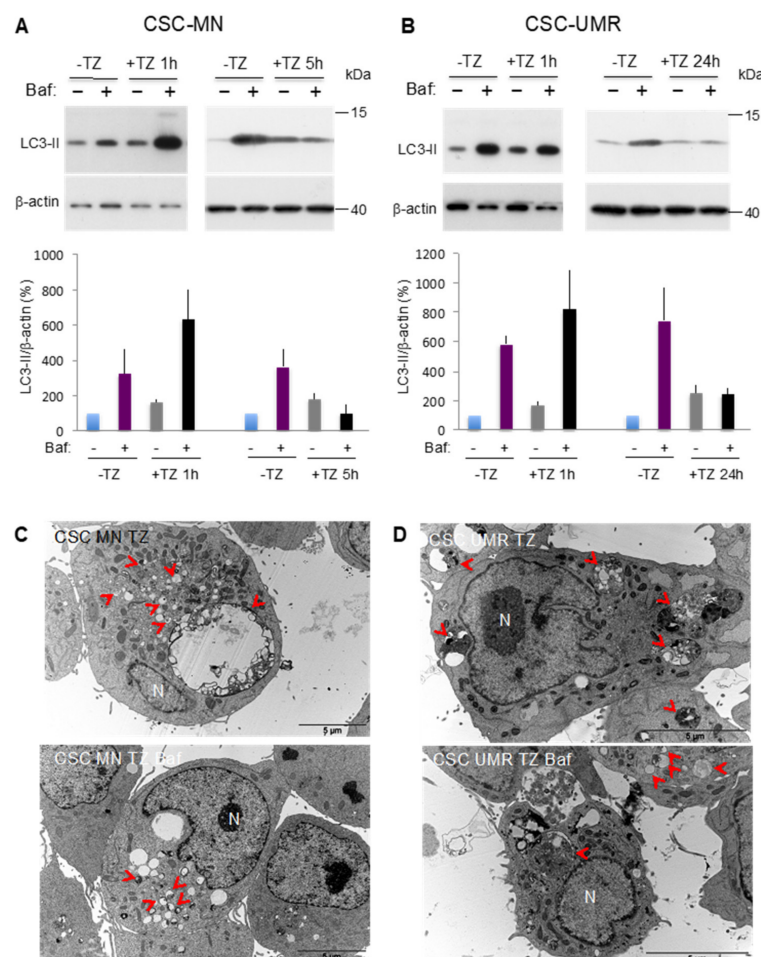 A CSC-MN
-TZ +TZ 1h -TZ +TZ 5h kDa
Baf: − + − + − + − +
15
LC3-II
β-actin
40
LC3-II/β-actin (%)
1000
800
600
400
200
0
Baf: - + - + - + - +
-TZ +TZ 1h -TZ +TZ 5h
B CSC-UMR
-TZ +TZ 1h -TZ +TZ 24h kDa
Baf: − + − + − + − +
15
LC3-II
β-actin
40
LC3-II/β-actin (%)
1200
1000
800
600
400
200
0
Baf: - + - + - + - +
-TZ +TZ 1h -TZ +TZ 24h
C CSC MN TZ
N
5 µm
CSC MN TZ Baf
N
5 µm
D CSC UMR TZ
N
5 µm
CSC UMR TZ Baf
N
5 µm